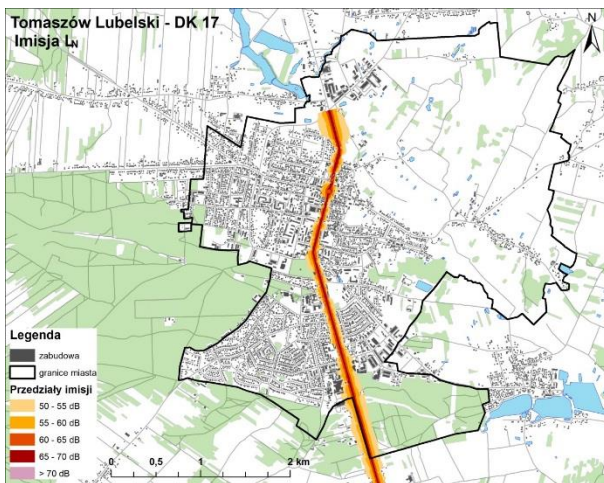 Tomaszów Lubelski - DK 17
Imisja LN
N
Legenda
zabudowa
granice miasta
Przedziały imisji
50 - 55 dB
55 - 60 dB
60 - 65 dB
65 - 70 dB
> 70 dB
0 0,5 1 2 km